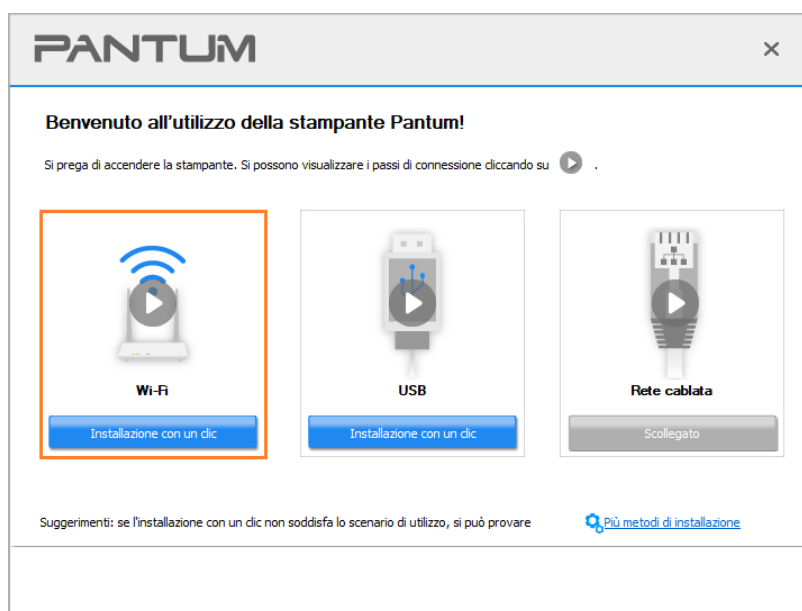 PANTUM
Benvenuto all'utilizzo della stampante Pantum!
Si prega di accendere la stampante. Si possono visualizzare i passi di connessione cliccando su .
Wi-Fi
USB
Rete cablata
Installazione con un clic
Installazione con un clic
Scollegato
Suggerimenti: se l'installazione con un clic non soddisfa lo scenario di utilizzo, si può provare
Più metodi di installazione